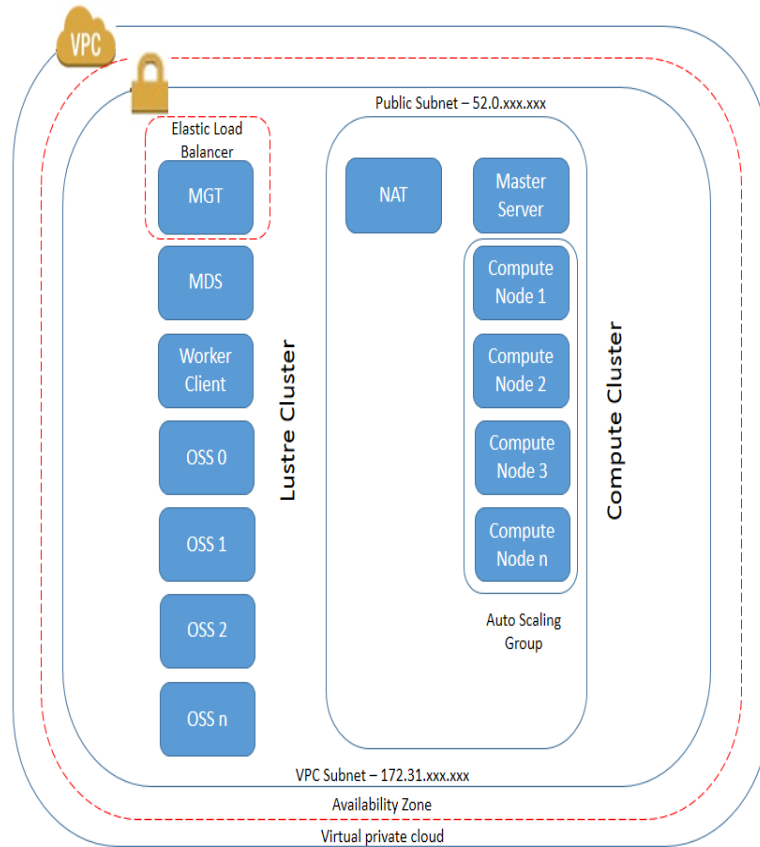 VPC
Public Subnet – 52.0.xxx.xxx
Elastic Load
Balancer
MGT
MDS
Worker
Client
OSS 0
OSS 1
OSS 2
OSS n
Lustre Cluster
NAT
Master
Server
Compute
Node 1
Compute
Node 2
Compute
Node 3
Compute
Node n
Auto Scaling
Group
Compute Cluster
VPC Subnet – 172.31.xxx.xxx
Availability Zone
Virtual private cloud